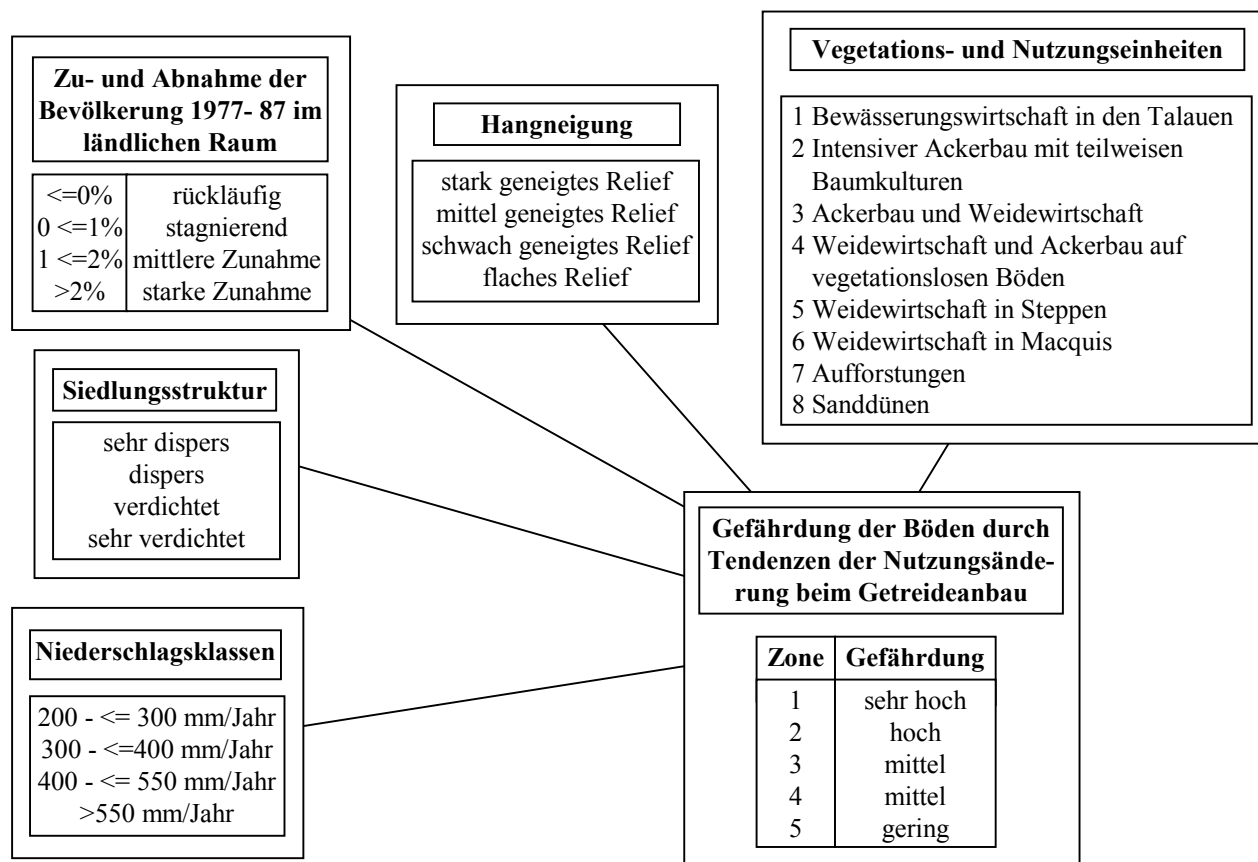 Zu- und Abnahme der
Bevölkerung 1977- 87 im
ländlichen Raum
<=0% rückläufig
0 <=1% stagnierend
1 <=2% mittlere Zunahme
>2% starke Zunahme
Hangneigung
stark geneigtes Relief
mittel geneigtes Relief
schwach geneigtes Relief
flaches Relief
Vegetations- und Nutzungseinheiten
1 Bewässerungswirtschaft in den Talauen
2 Intensiver Ackerbau mit teilweisen
Baumkulturen
3 Ackerbau und Weidewirtschaft
4 Weidewirtschaft und Ackerbau auf
vegetationslosen Böden
5 Weidewirtschaft in Steppen
6 Weidewirtschaft in Macquis
7 Aufforstungen
8 Sanddünen
Siedlungsstruktur
sehr dispers
dispers
verdichtet
sehr verdichtet
Niederschlagsklassen
200 - <= 300 mm/Jahr
300 - <=400 mm/Jahr
400 - <= 550 mm/Jahr
>550 mm/Jahr
Gefährdung der Böden durch
Tendenzen der Nutzungsände-
rung beim Getreideanbau
Zone Gefährdung
1 sehr hoch
2 hoch
3 mittel
4 mittel
5 gering